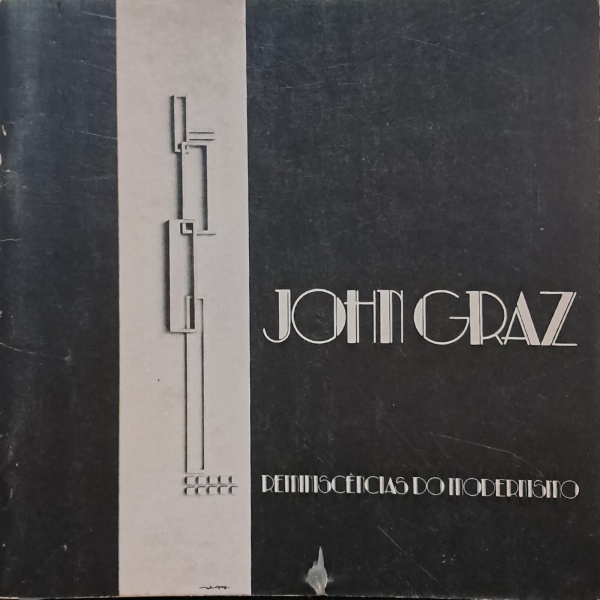 JOHN GRAZ
REMINISCÊNCIAS DO MODERNISMO